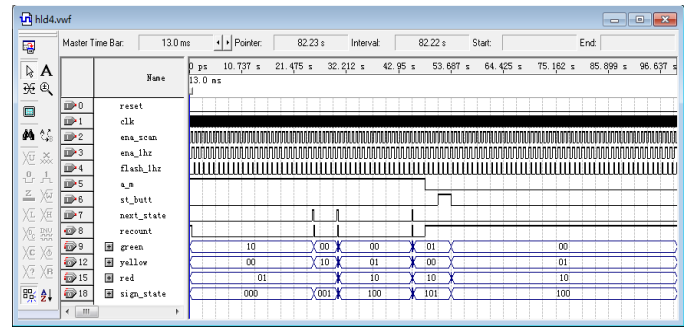 hld4.vwf
Master Time Bar: 13.0 ms Pointer: 82.23 s Interval: 82.22 s Start: End:
Name 0 ps 10.737 s 21.475 s 32.212 s 42.95 s 53.687 s 64.425 s 75.162 s 85.899 s 96.637 s
13.0 ms
0 reset
1 clk
2 ena_scan
3 ena_1hz
4 flash_1hz
5 a_m
6 st_butt
7 next_state
8 recount
9 green 10 00 00 01 00
12 yellow 00 10 01 00 01
15 red 01 10 10 10
18 sign_state 000 001 100 101 100